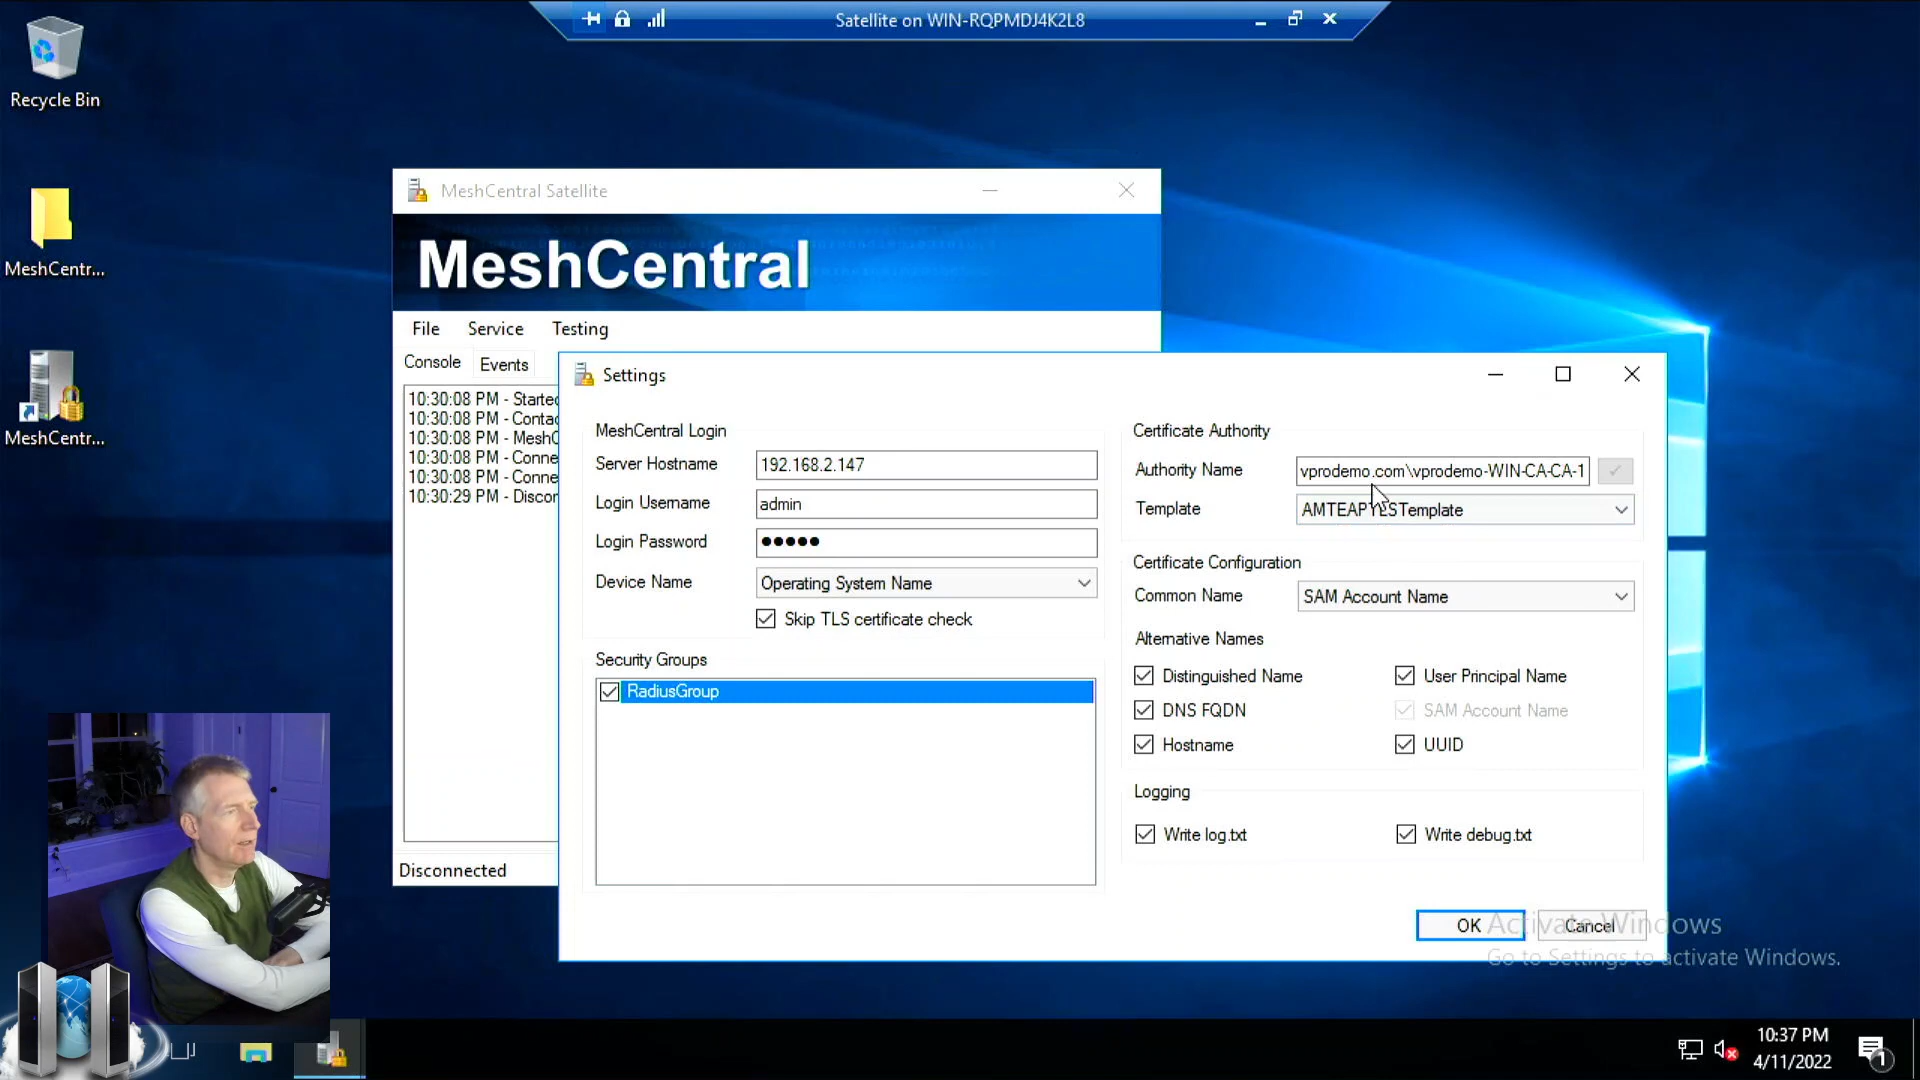 Satellite on WIN-RQPMDJ4K2L8
Recycle Bin
MeshCentr...
MeshCentr...
MeshCentral Satellite
MeshCentral
File Service Testing
Console Events
10:30:08 PM - Started
10:30:08 PM - Contac
10:30:08 PM - MeshC
10:30:08 PM - Conne
10:30:08 PM - Conne
10:30:29 PM - Discon
Disconnected
Settings
MeshCentral Login
Server Hostname 192.168.2.147
Login Username admin
Login Password ●●●●●
Device Name Operating System Name
Skip TLS certificate check
Security Groups
RadiusGroup
Certificate Authority
Authority Name vprodemo.com\vprodemo-WIN-CA-CA-1
Template AMTEAPTLSTemplate
Certificate Configuration
Common Name SAM Account Name
Alternative Names
Distinguished Name User Principal Name
DNS FQDN SAM Account Name
Hostname UUID
Logging
Write log.txt Write debug.txt
OK Cancel
Activate Windows
Go to Settings to activate Windows.
10:37 PM
4/11/2022
1